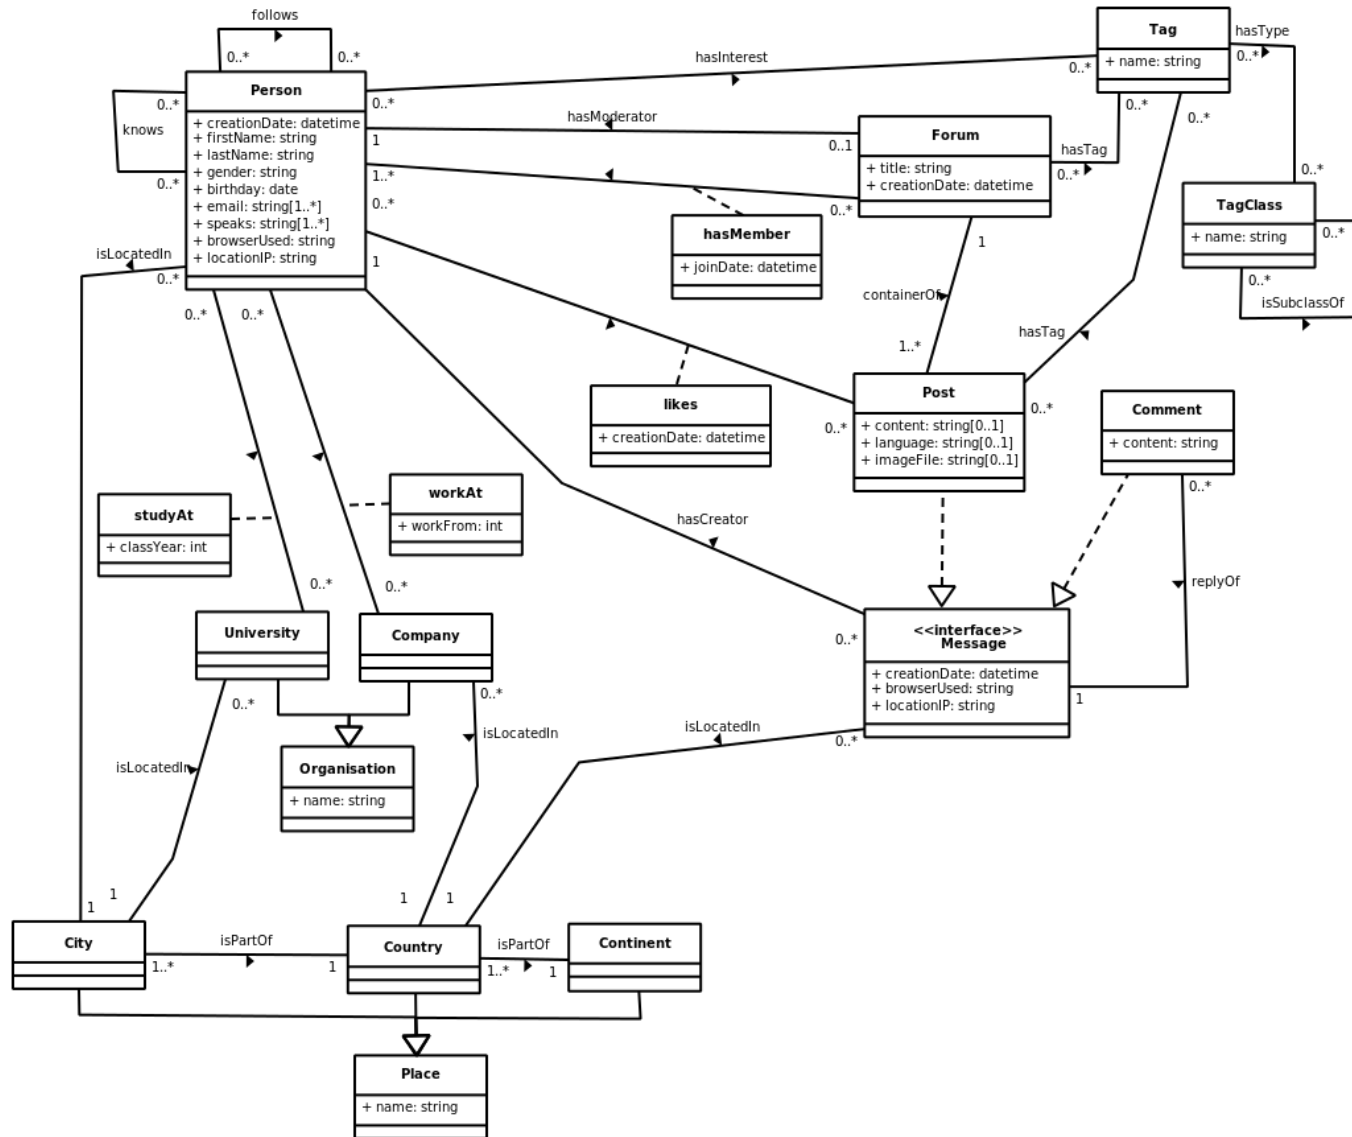 follows
0..*
0..*
Person
+ creationDate: datetime
+ firstName: string
+ lastName: string
+ gender: string
+ birthday: date
+ email: string[1..*]
+ speaks: string[1..*]
+ browserUsed: string
+ locationIP: string
0..*
knows
0..*
isLocatedIn
0..*
0..*
hasInterest
0..*
Tag
+ name: string
hasType
0..*
0..*
0..*
0..*
TagClass
+ name: string
0..*
0..*
isSubclassOf
1
hasModerator
0..1
1..*
0..*
0..*
1
Forum
+ title: string
+ creationDate: datetime
hasTag
0..*
hasMember
+ joinDate: datetime
1
containerOf
1..*
hasTag
0..*
likes
+ creationDate: datetime
0..*
Post
+ content: string[0..1]
+ language: string[0..1]
+ imageFile: string[0..1]
Comment
+ content: string
0..*
replyOf
1
0..*
0..*
studyAt
+ classYear: int
workAt
+ workFrom: int
hasCreator
0..*
<<interface>>
Message
+ creationDate: datetime
+ browserUsed: string
+ locationIP: string
0..*
isLocatedIn
0..*
0..*
University
Company
0..*
0..*
isLocatedIn
isLocatedIn
Organisation
+ name: string
1
1
1
1
City
1..*
isPartOf
1
Country
isPartOf
1..*
1
Continent
Place
+ name: string